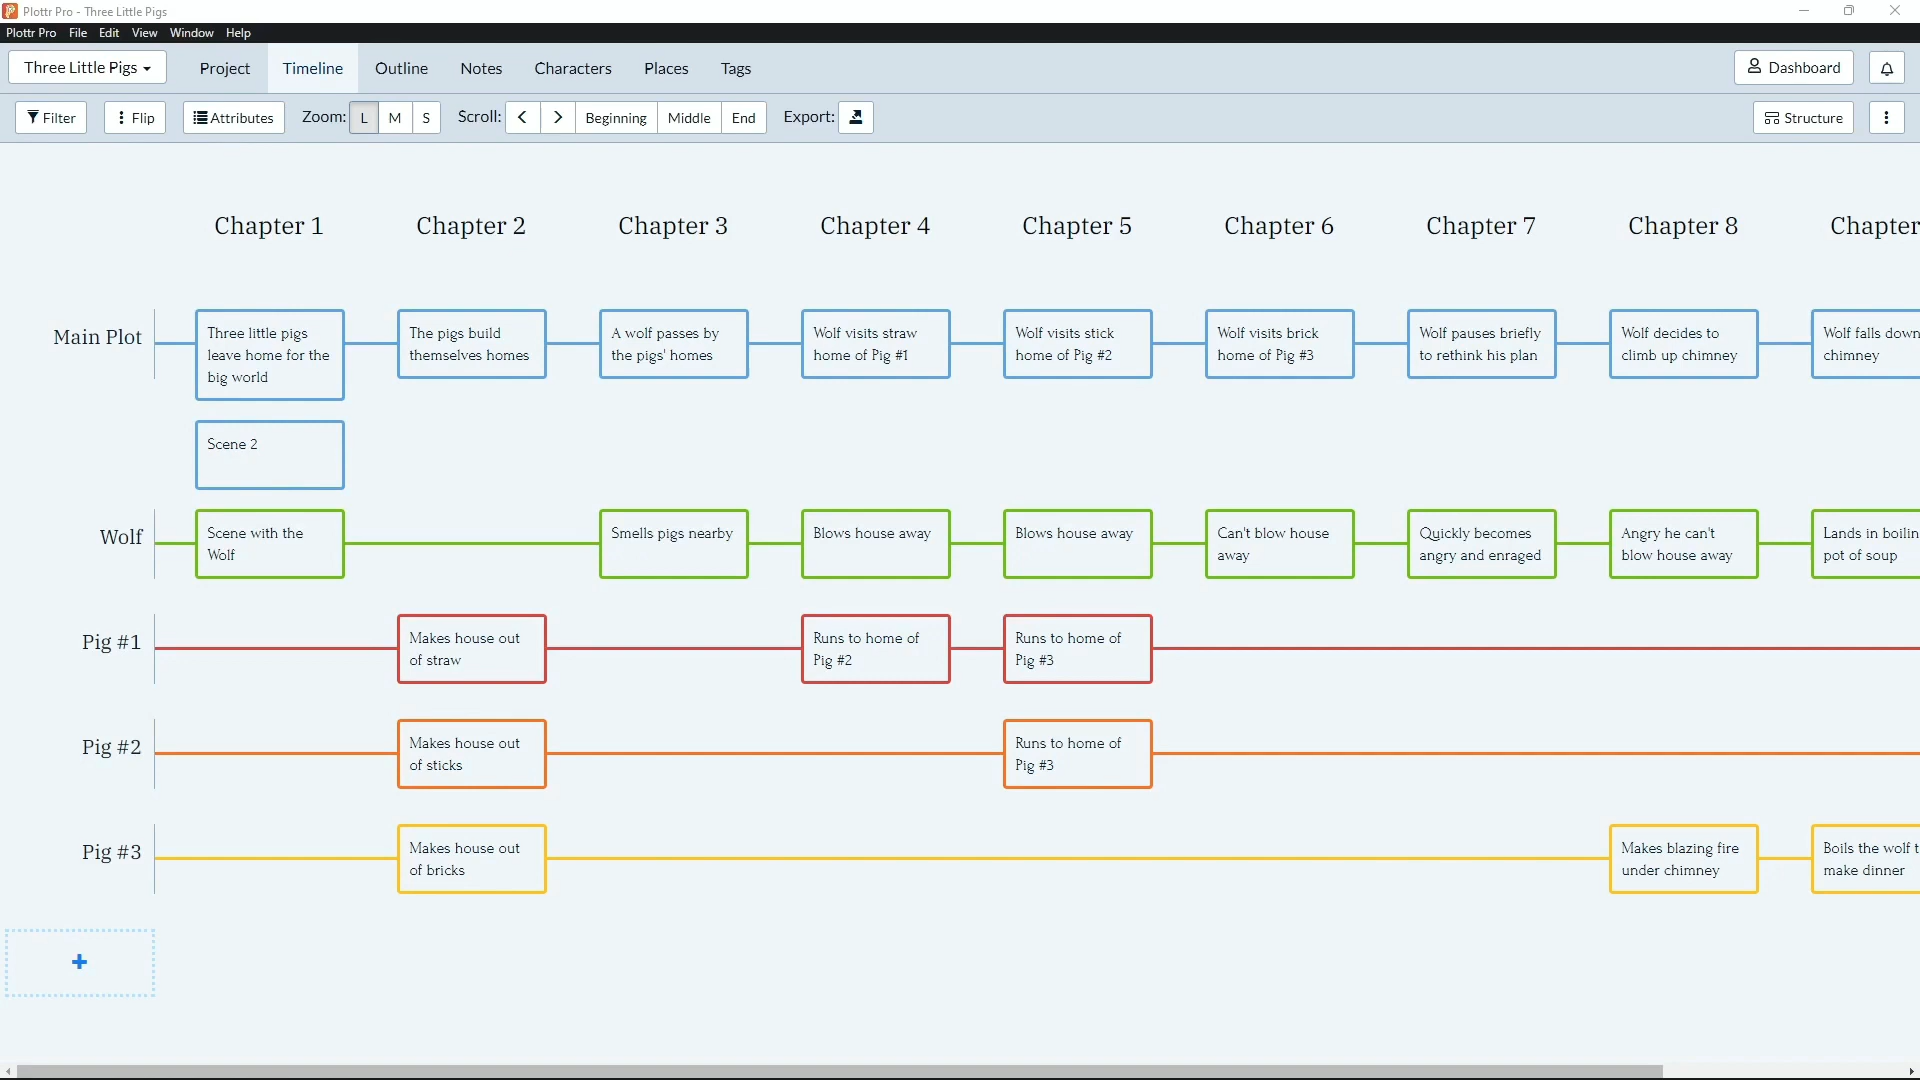 Plottr Pro - Three Little Pigs
Plottr Pro File Edit View Window Help
Three Little Pigs Project Timeline Outline Notes Characters Places Tags Dashboard
Filter Flip Attributes Zoom: L M S Scroll: Beginning Middle End Export: Structure
Chapter 1 Chapter 2 Chapter 3 Chapter 4 Chapter 5 Chapter 6 Chapter 7 Chapter 8 Chapter
Main Plot
Three little pigs
leave home for the
big world
The pigs build
themselves homes
A wolf passes by
the pigs' homes
Wolf visits straw
home of Pig #1
Wolf visits stick
home of Pig #2
Wolf visits brick
home of Pig #3
Wolf pauses briefly
to rethink his plan
Wolf decides to
climb up chimney
Wolf falls down
chimney
Scene 2
Wolf
Scene with the
Wolf
Smells pigs nearby
Blows house away
Blows house away
Can't blow house
away
Quickly becomes
angry and enraged
Angry he can't
blow house away
Lands in boilin
pot of soup
Pig #1
Makes house out
of straw
Runs to home of
Pig #2
Runs to home of
Pig #3
Pig #2
Makes house out
of sticks
Runs to home of
Pig #3
Pig #3
Makes house out
of bricks
Makes blazing fire
under chimney
Boils the wolf t
make dinner